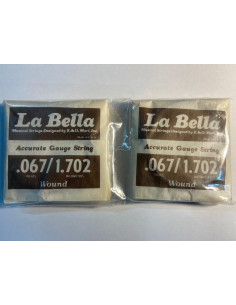 La Bella
Accurate Gauge String
.067/1.702
Wound
La Bella
Accurate Gauge String
.067/1.702
Wound